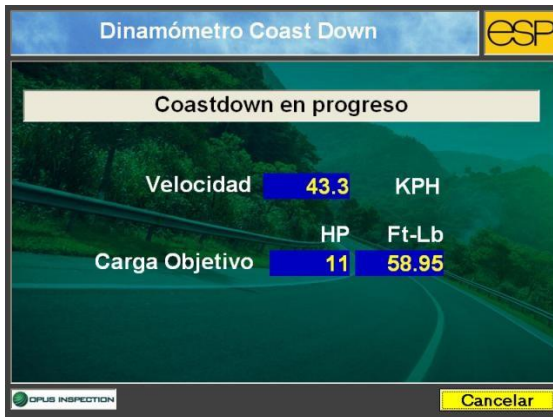 Dinamómetro Coast Down
esp
Coastdown en progreso
Velocidad 43.3 KPH
HP Ft-Lb
Carga Objetivo 11 58.95
OPUS INSPECTION
Cancelar